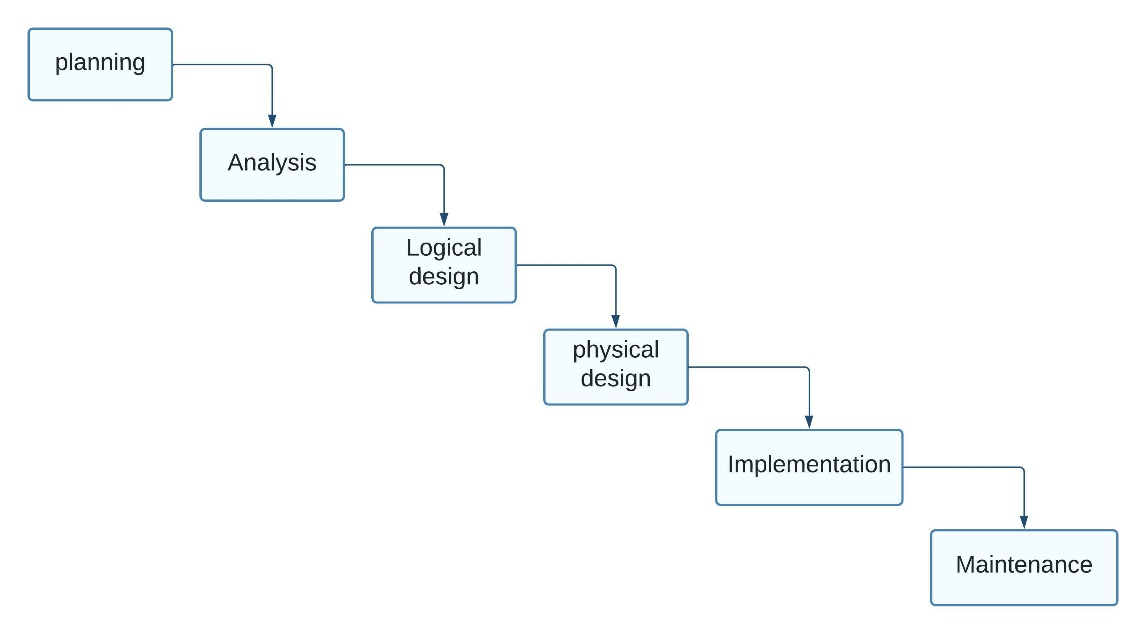 planning
Analysis
Logical
design
physical
design
Implementation
Maintenance